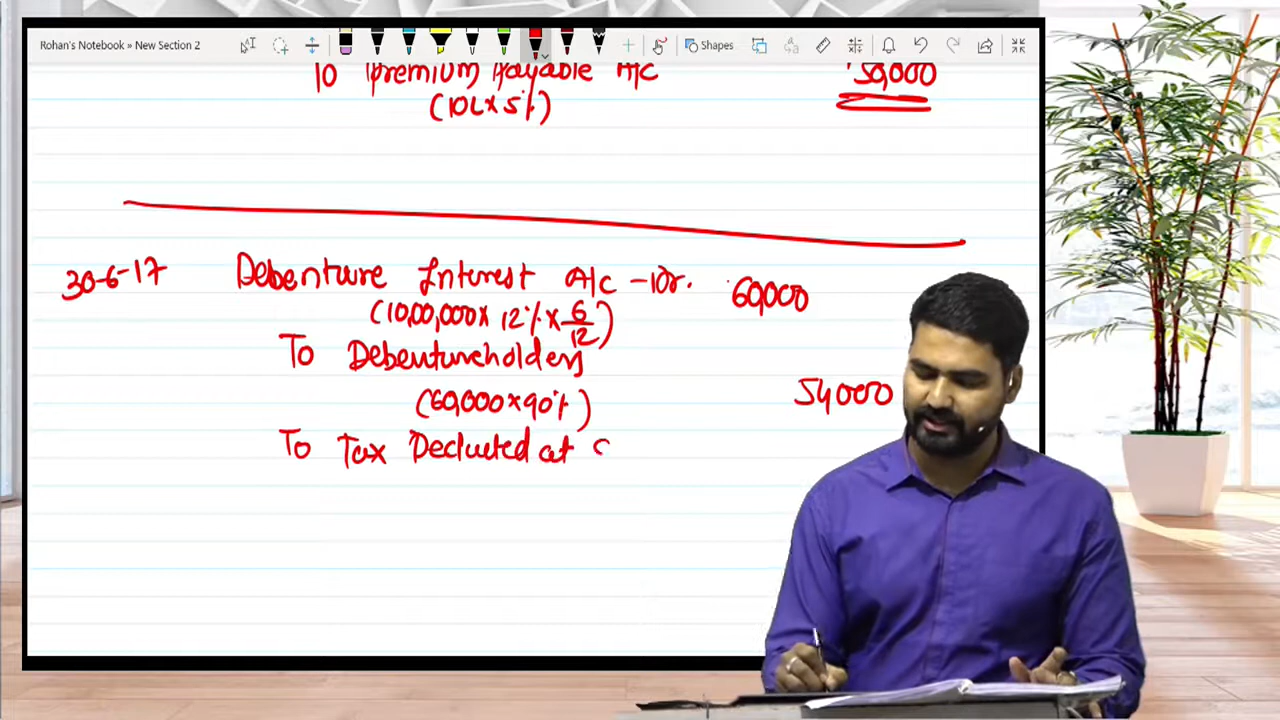 Rohan's Notebook » New Section 2
Shapes
To Premium Payable A/c 50,000
(10L x 5%)
30-6-17 Debenture Interest A/c - Dr. 60,000
(10,00,000 x 12% x 6/12)
To Debentureholders
(60,000 x 90%) 54000
To Tax Deducted at S